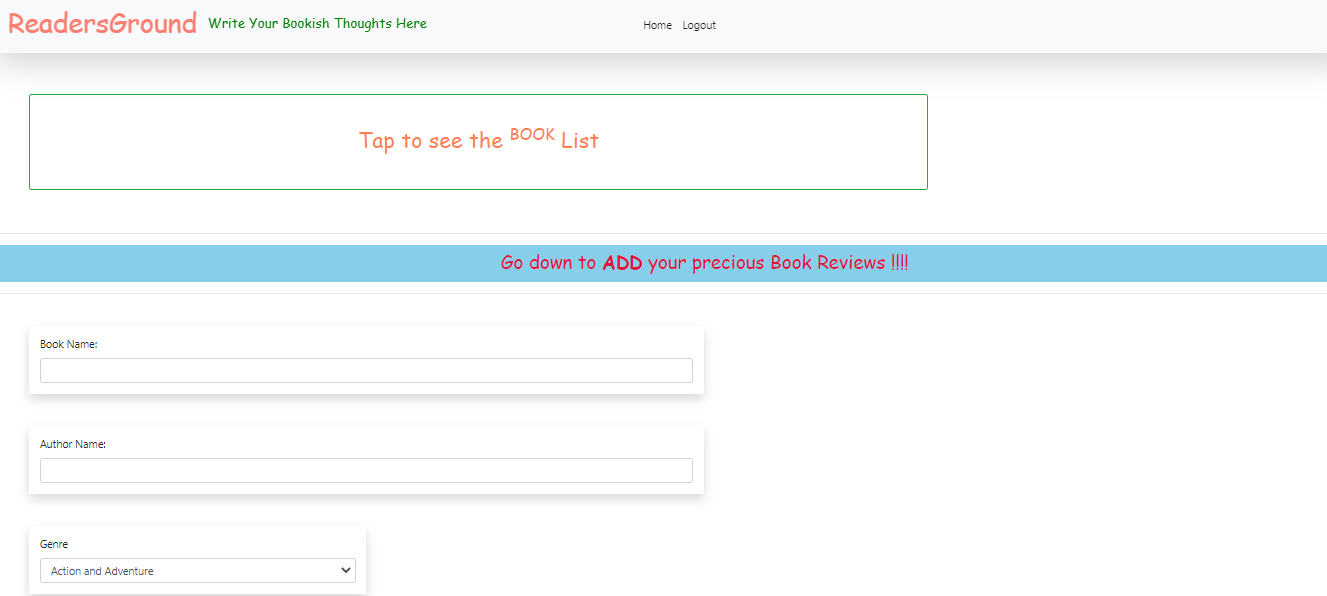 ReadersGround Write Your Bookish Thoughts Here Home Logout
Tap to see the BOOK List
Go down to ADD your precious Book Reviews !!!!
Book Name:
Author Name:
Genre
Action and Adventure